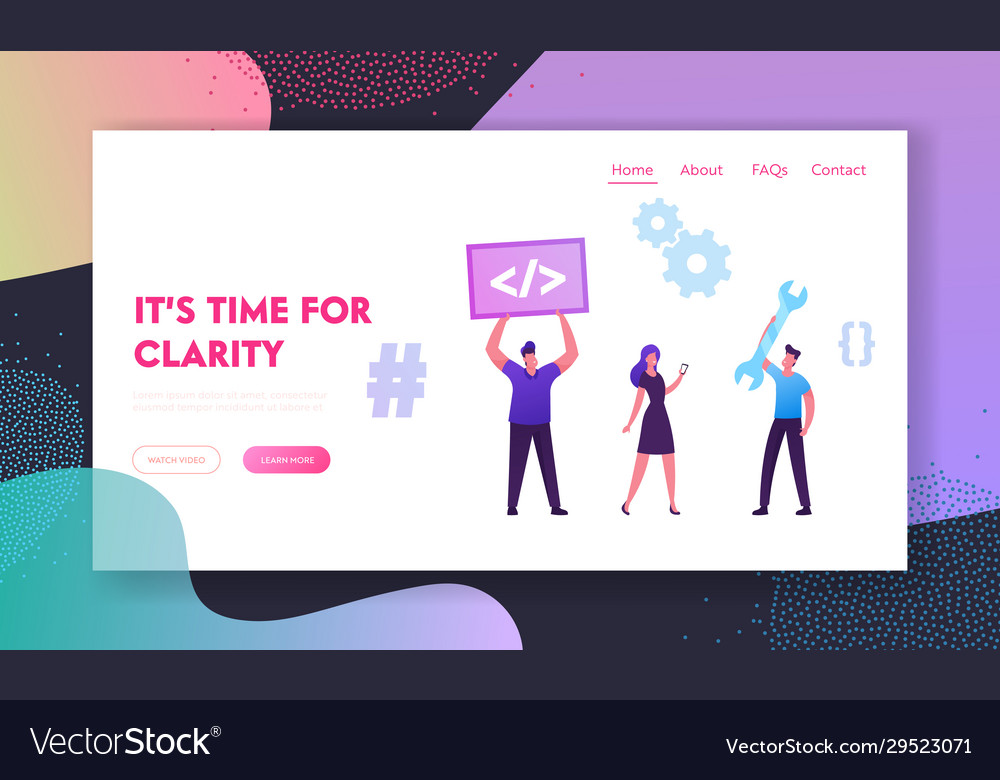 Home About FAQs Contact
</>
IT'S TIME FOR
CLARITY
#
{}
Lorem ipsum dolor sit amet, consectetur
eiusmod tempor incididunt ut labore et
WATCH VIDEO
LEARN MORE
VectorStock®
VectorStock.com/29523071